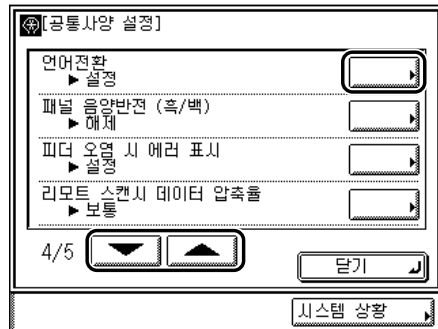 [공통사양 설정]
언어전환
▶ 설정
패널 음양반전 (흑/백)
▶ 해제
피더 오염 시 에러 표시
▶ 설정
리모트 스캔시 데이터 압축율
▶ 보통
4/5
닫기
시스템 상황